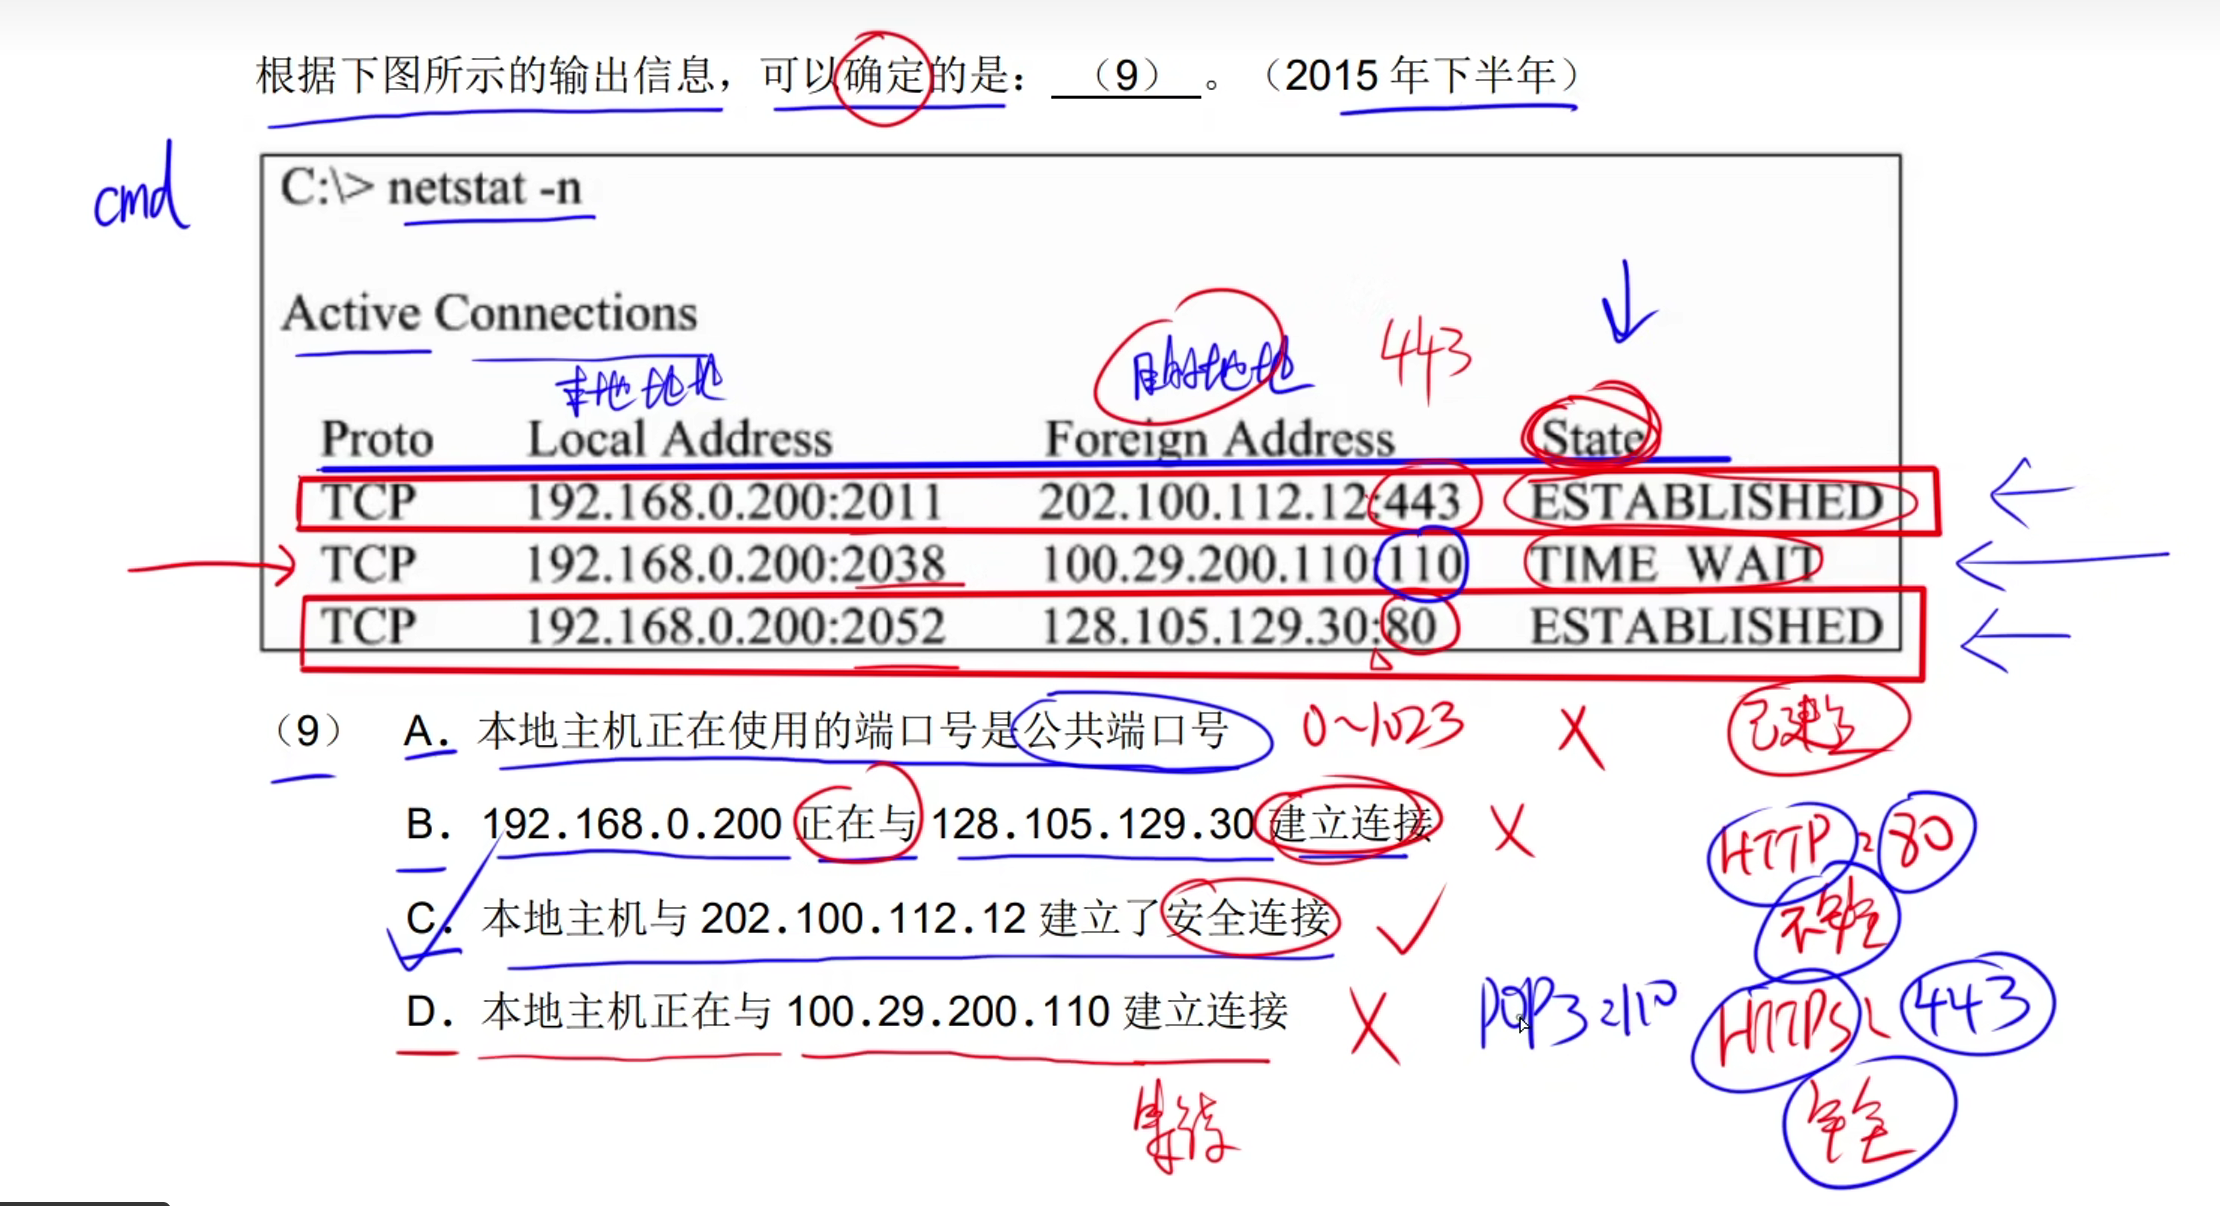 根据下图所示的输出信息，可以确定的是：（9）。（2015年下半年）
cmd
C:\> netstat -n
Active Connections
本地地址 目的地址 443
Proto Local Address Foreign Address State
TCP 192.168.0.200:2011 202.100.112.12:443 ESTABLISHED
TCP 192.168.0.200:2038 100.29.200.110:110 TIME WAIT
TCP 192.168.0.200:2052 128.105.129.30:80 ESTABLISHED
（9） A. 本地主机正在使用的端口号是公共端口号 0~1023 X 已建立
B. 192.168.0.200 正在与 128.105.129.30 建立连接 X HTTP: 80
C. 本地主机与 202.100.112.12 建立了安全连接 ✓ 不安全
D. 本地主机正在与 100.29.200.110 建立连接 X POP3:110 HTTPS: 443
安全